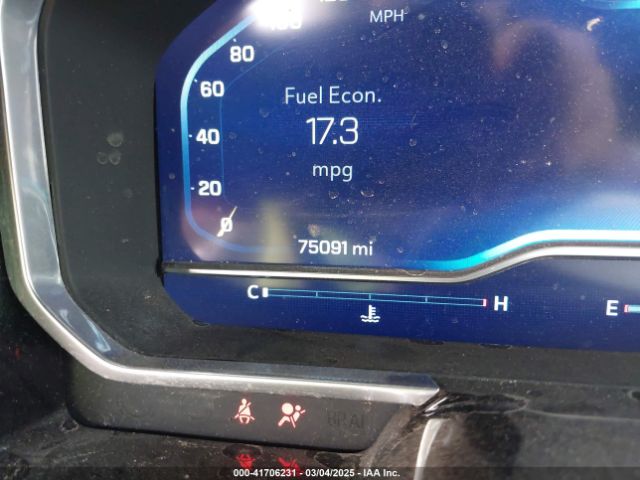 MPH
80
60
40
20
0
Fuel Econ.
17.3
mpg
75091 mi
C H E
000-41706231 - 03/04/2025 - IAA Inc.